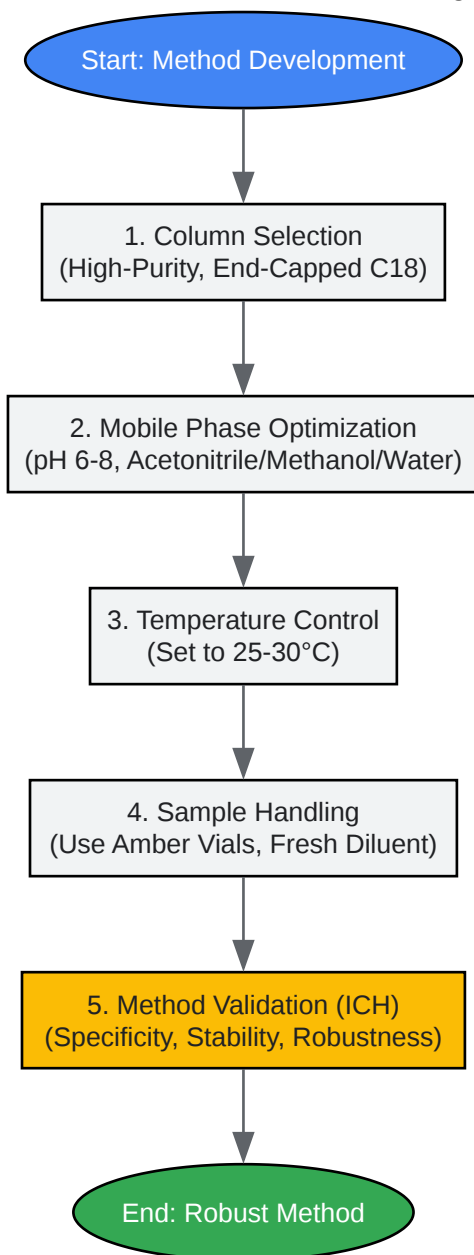 Start: Method Development
1. Column Selection
(High-Purity, End-Capped C18)
2. Mobile Phase Optimization
(pH 6-8, Acetonitrile/Methanol/Water)
3. Temperature Control
(Set to 25-30°C)
4. Sample Handling
(Use Amber Vials, Fresh Diluent)
5. Method Validation (ICH)
(Specificity, Stability, Robustness)
End: Robust Method